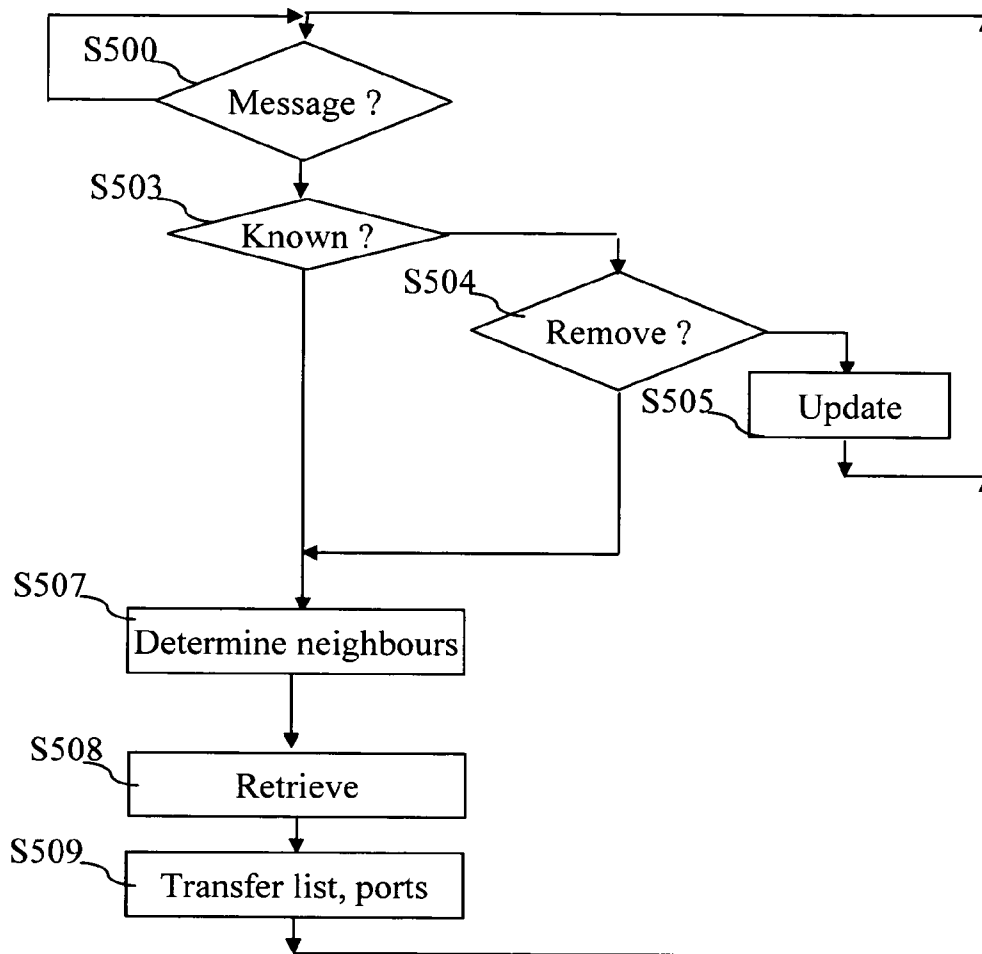 S500
Message ?
S503
Known ?
S504
Remove ?
S505
Update
S507
Determine neighbours
S508
Retrieve
S509
Transfer list, ports